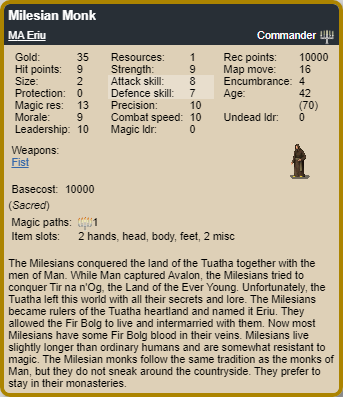 Milesian Monk
MA Eriu Commander
Gold: 35 Resources: 1 Rec points: 10000
Hit points: 9 Strength: 9 Map move: 16
Size: 2 Attack skill: 8 Encumbrance: 4
Protection: 0 Defence skill: 7 Age: 42
Magic res: 13 Precision: 10 (70)
Morale: 9 Combat speed: 10 Undead ldr: 0
Leadership: 10 Magic ldr: 0
Weapons:
Fist
Basecost: 10000
(Sacred)
Magic paths: 1
Item slots: 2 hands, head, body, feet, 2 misc
The Milesians conquered the land of the Tuatha together with the
men of Man. While Man captured Avalon, the Milesians tried to
conquer Tir na n'Og, the Land of the Ever Young. Unfortunately, the
Tuatha left this world with all their secrets and lore. The Milesians
became rulers of the Tuatha heartland and named it Eriu. They
allowed the Fir Bolg to live and intermarried with them. Now most
Milesians have some Fir Bolg blood in their veins. Milesians live
slightly longer than ordinary humans and are somewhat resistant to
magic. The Milesian monks follow the same tradition as the monks of
Man, but they do not sneak around the countryside. They prefer to
stay in their monasteries.